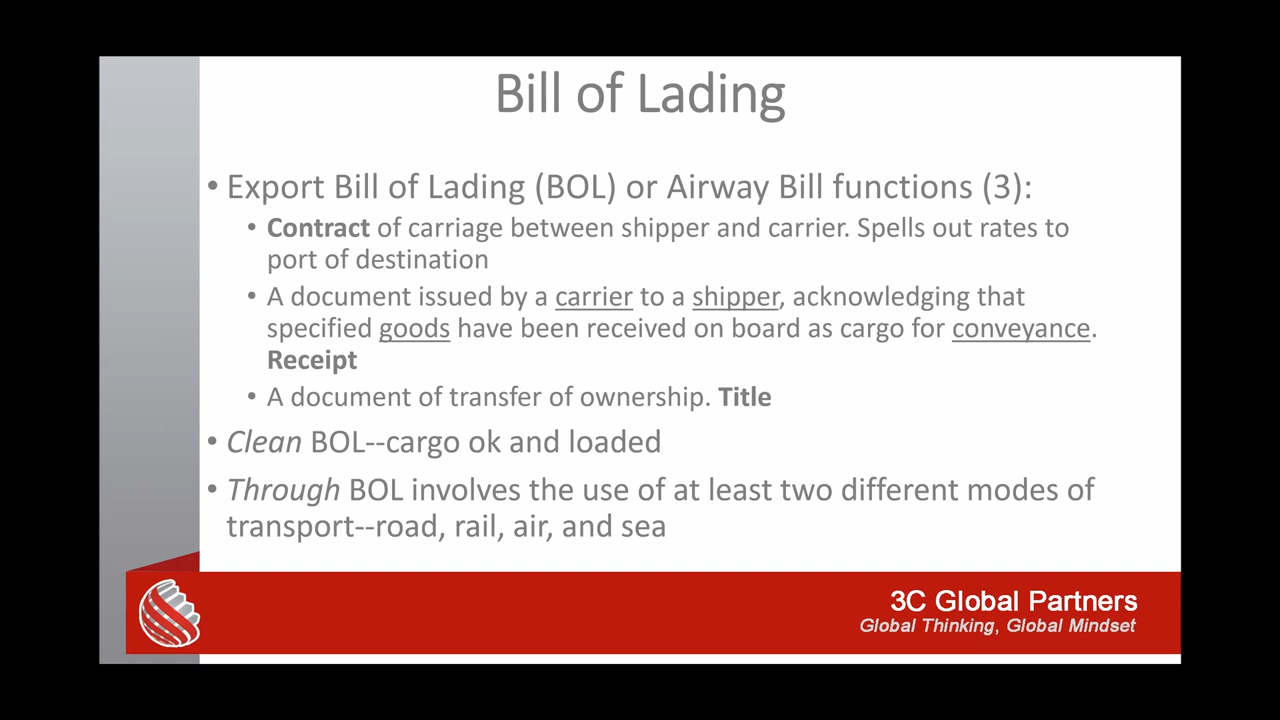 Bill of Lading
• Export Bill of Lading (BOL) or Airway Bill functions (3):
• Contract of carriage between shipper and carrier. Spells out rates to
port of destination
• A document issued by a carrier to a shipper, acknowledging that
specified goods have been received on board as cargo for conveyance.
Receipt
• A document of transfer of ownership. Title
• Clean BOL--cargo ok and loaded
• Through BOL involves the use of at least two different modes of
transport--road, rail, air, and sea
3C Global Partners
Global Thinking, Global Mindset